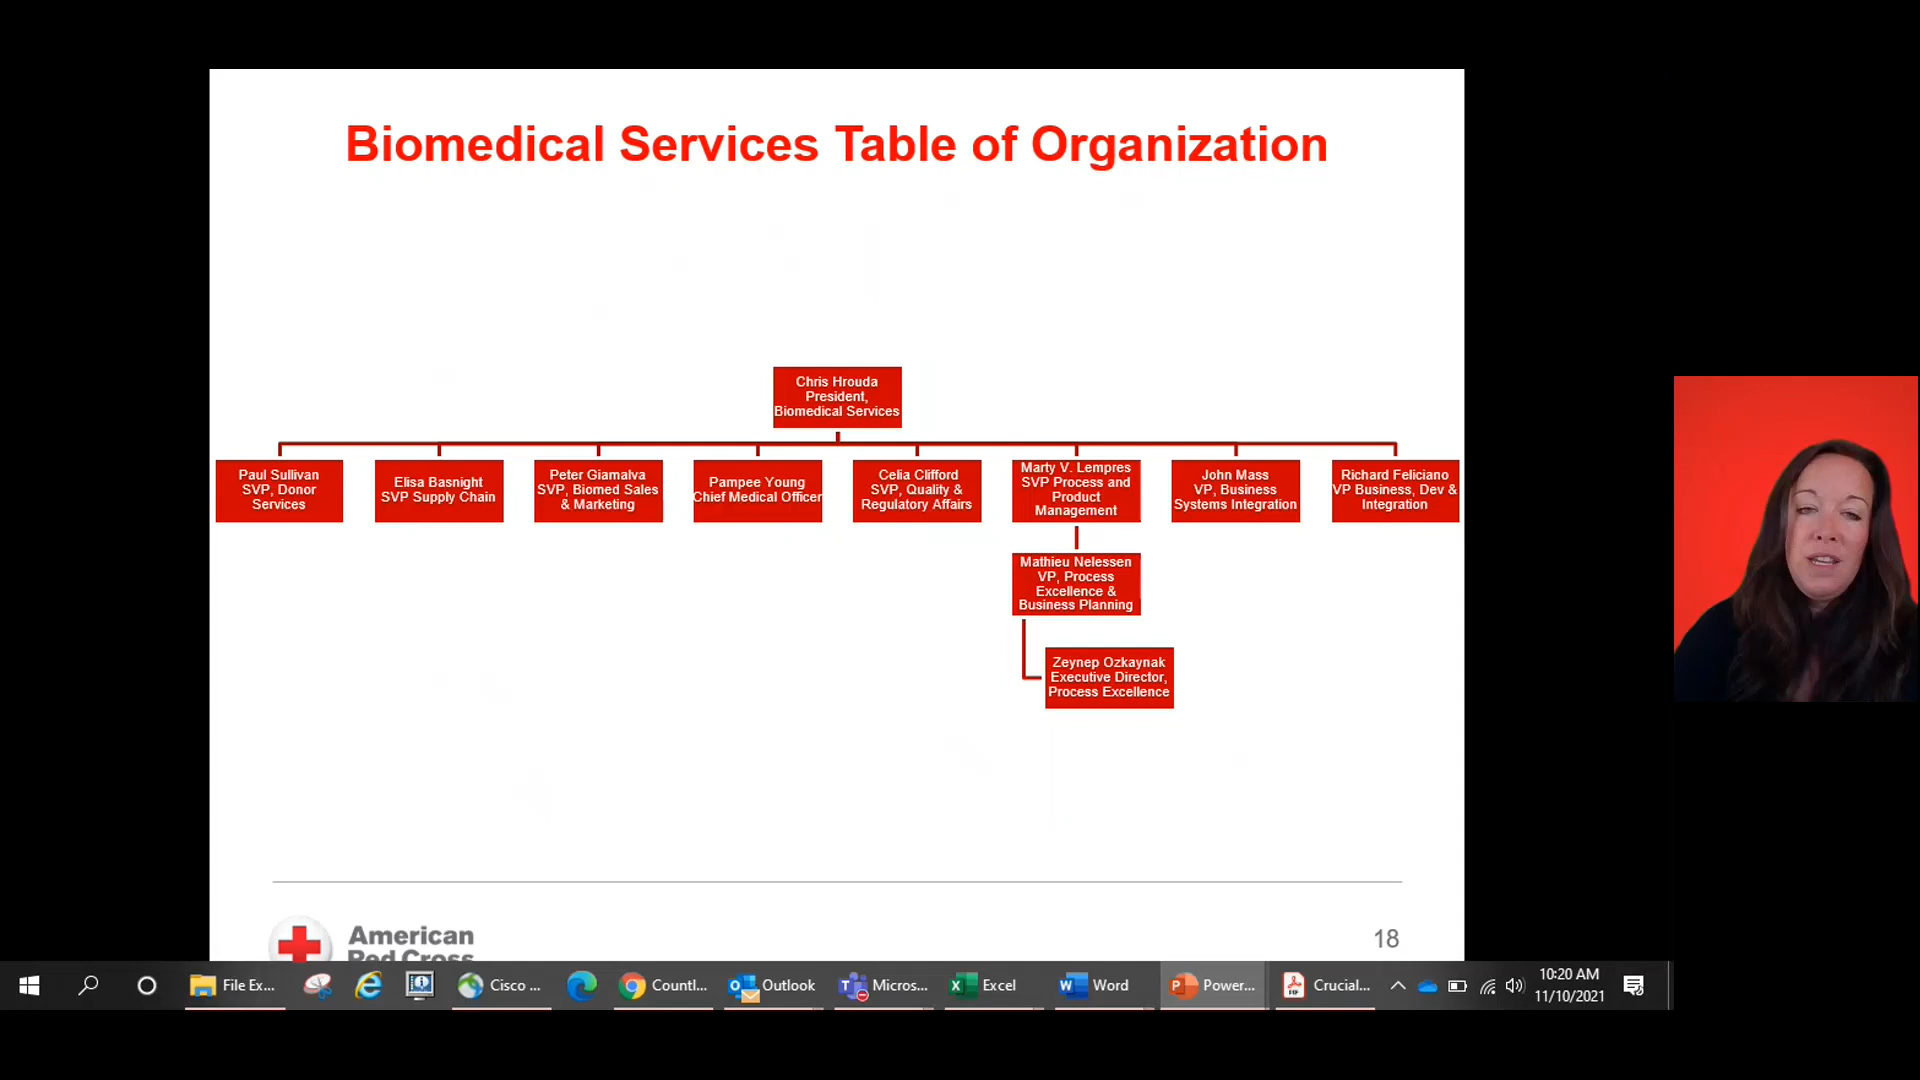 Biomedical Services Table of Organization
Chris Hrouda
President,
Biomedical Services
Paul Sullivan
SVP, Donor
Services
Elisa Basnight
SVP Supply Chain
Peter Giamalva
SVP, Biomed Sales
& Marketing
Pampee Young
Chief Medical Officer
Celia Clifford
SVP, Quality &
Regulatory Affairs
Marty V. Lempres
SVP Process and
Product
Management
John Mass
VP, Business
Systems Integration
Richard Feliciano
VP Business, Dev &
Integration
Mathieu Nelessen
VP, Process
Excellence &
Business Planning
Zeynep Ozkaynak
Executive Director,
Process Excellence
American
Red Cross
18
File Ex...
Cisco ...
Countl...
Outlook
Micros...
Excel
Word
Power...
Crucial...
10:20 AM
11/10/2021